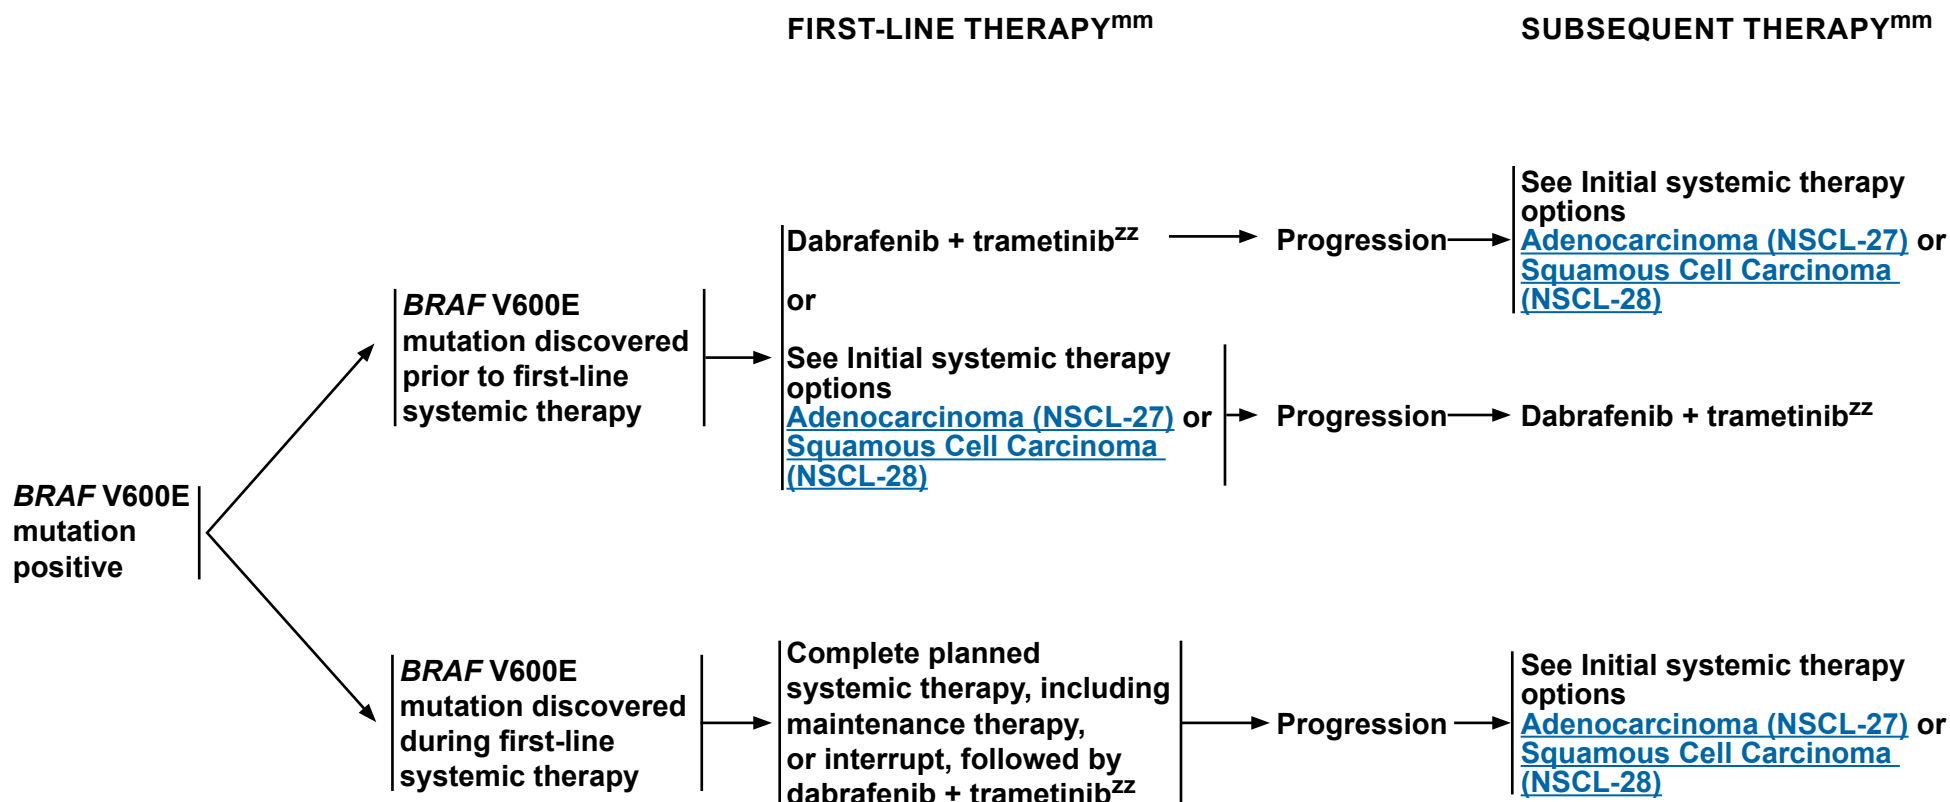 FIRST-LINE THERAPYmm
SUBSEQUENT THERAPYmm
BRAF V600E
mutation
positive
BRAF V600E
mutation discovered
prior to first-line
systemic therapy
Dabrafenib + trametinibzz
or
See Initial systemic therapy
options
Adenocarcinoma (NSCL-27) or
Squamous Cell Carcinoma
(NSCL-28)
Progression
See Initial systemic therapy
options
Adenocarcinoma (NSCL-27) or
Squamous Cell Carcinoma
(NSCL-28)
Progression
Dabrafenib + trametinibzz
BRAF V600E
mutation discovered
during first-line
systemic therapy
Complete planned
systemic therapy, including
maintenance therapy,
or interrupt, followed by
dabrafenib + trametinibzz
Progression
See Initial systemic therapy
options
Adenocarcinoma (NSCL-27) or
Squamous Cell Carcinoma
(NSCL-28)